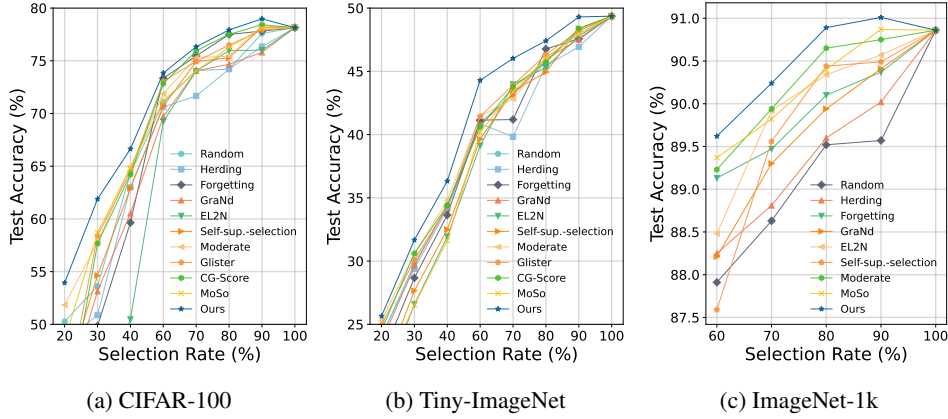 80
75
70
65
60
55
50
Test Accuracy (%)
20 30 40 50 60 70 80 90 100
Selection Rate (%)
Random
Herding
Forgetting
GraNd
EL2N
Self-sup.-selection
Moderate
Glister
CG-Score
MoSo
Ours
(a) CIFAR-100
50
45
40
35
30
25
Test Accuracy (%)
20 30 40 50 60 70 80 90 100
Selection Rate (%)
Random
Herding
Forgetting
GraNd
EL2N
Self-sup.-selection
Moderate
Glister
CG-Score
MoSo
Ours
(b) Tiny-ImageNet
91.0
90.5
90.0
89.5
89.0
88.5
88.0
87.5
Test Accuracy (%)
60 70 80 90 100
Selection Rate (%)
Random
Herding
Forgetting
GraNd
EL2N
Self-sup.-selection
Moderate
MoSo
Ours
(c) ImageNet-1k